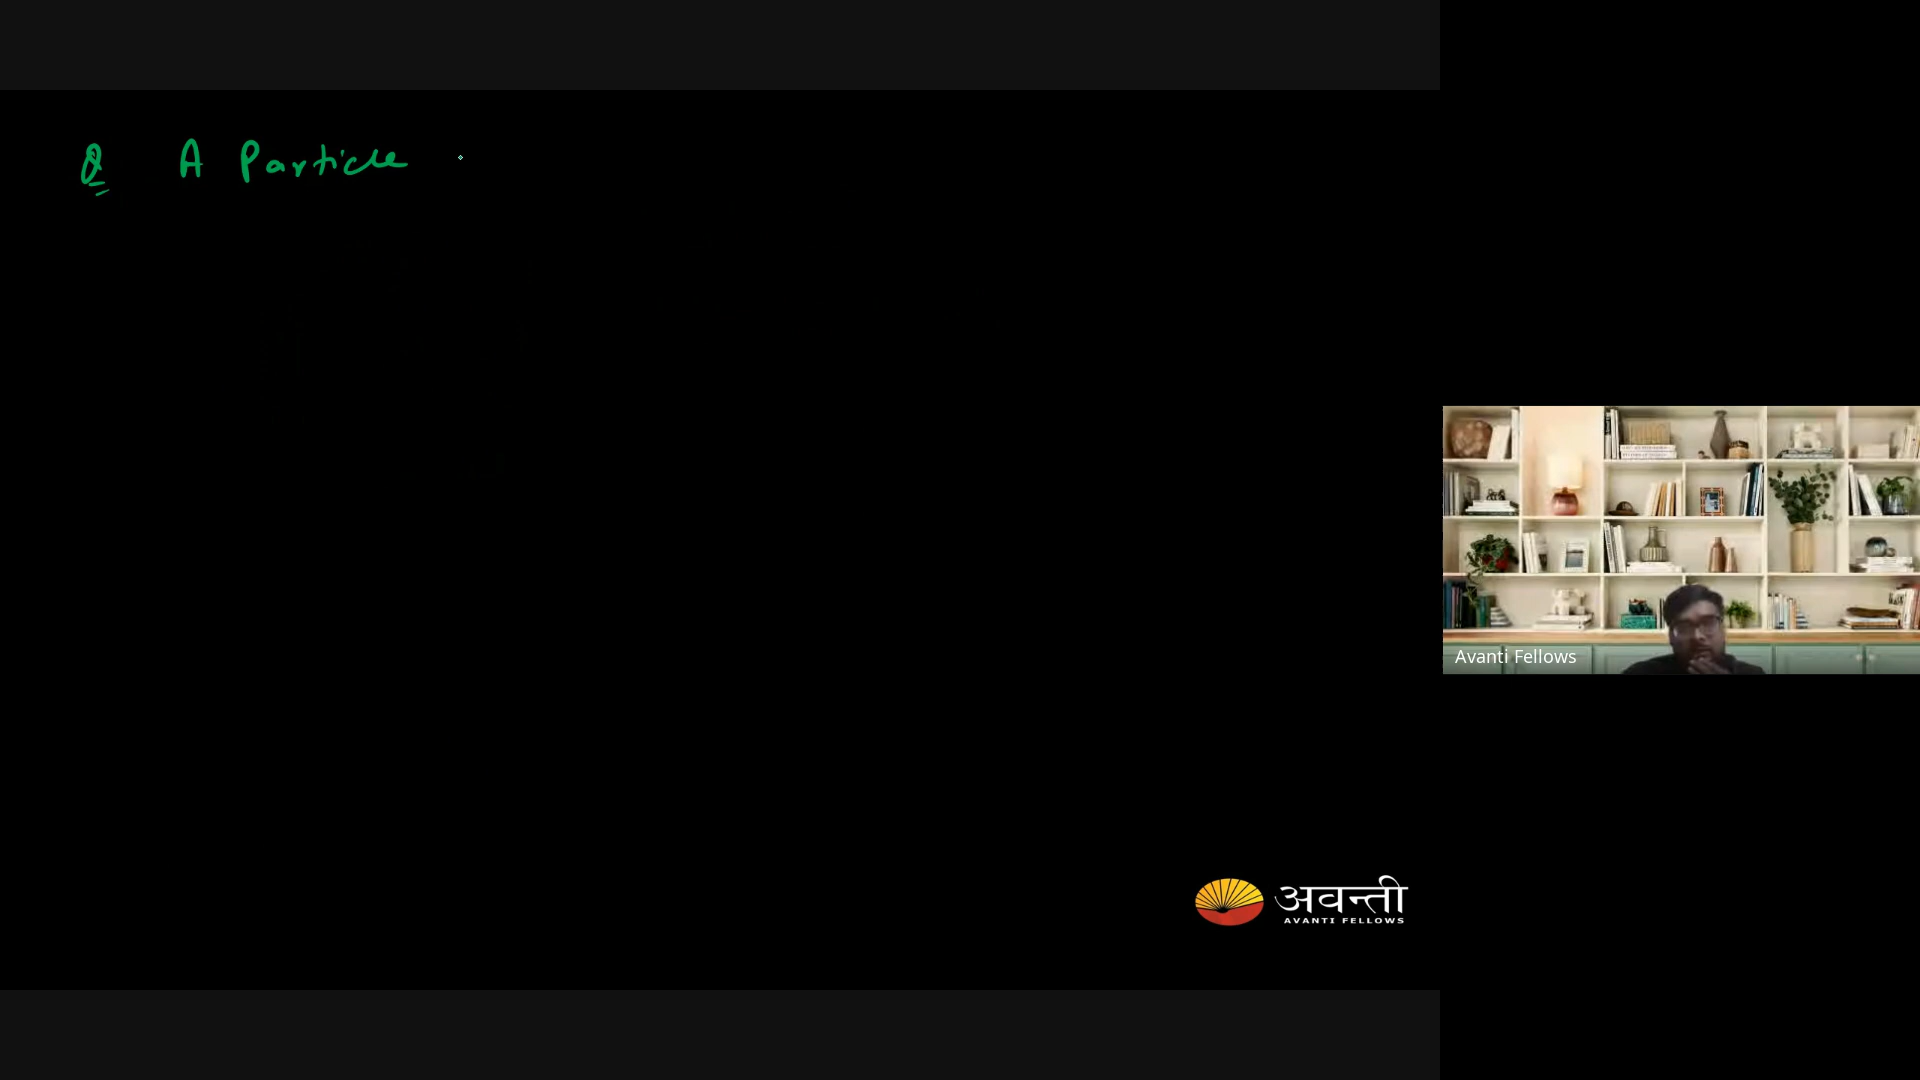 Q A Particle
Avanti Fellows
अवन्ती
AVANTI FELLOWS